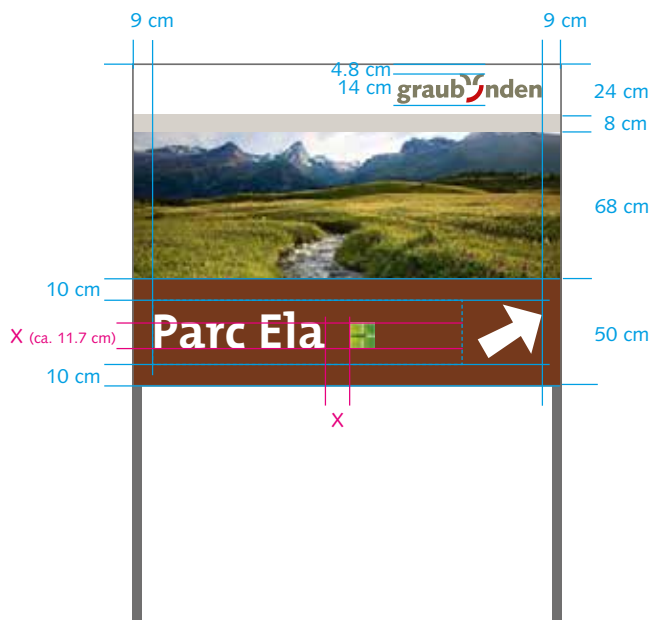 9 cm
9 cm
4.8 cm
14 cm
graubünden
24 cm
8 cm
68 cm
10 cm
Parc Ela
X (ca. 11.7 cm)
50 cm
10 cm
X